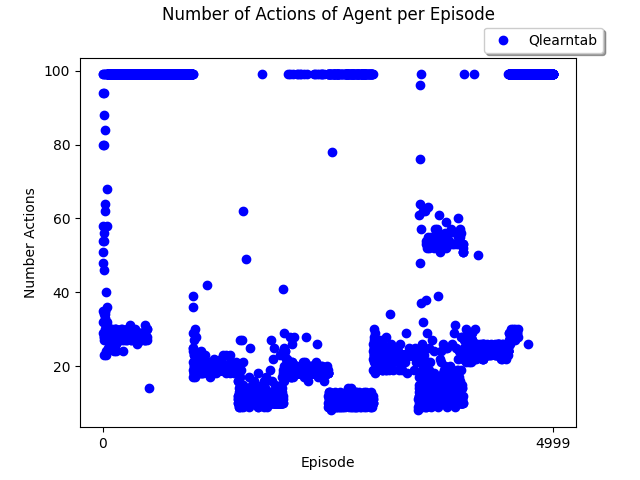 Number of Actions of Agent per Episode
Qlearntab
100
80
60
40
20
Number Actions
0
4999
Episode